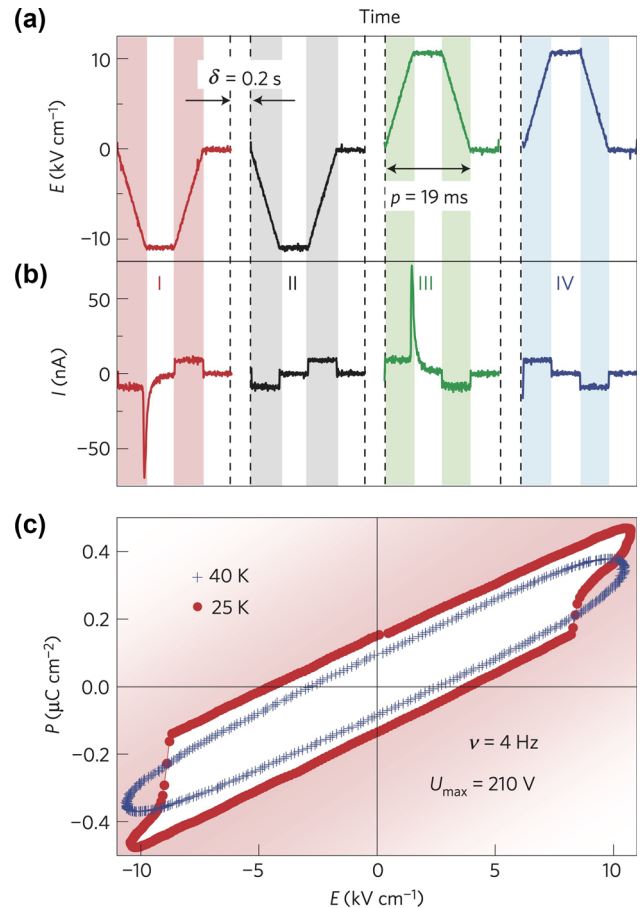 (a)
Time
10
0
−10
E (kV cm⁻¹)
δ = 0.2 s
p = 19 ms
(b)
I
II
III
IV
50
0
−50
I (nA)
(c)
0.4
0.2
0.0
−0.2
−0.4
P (μC cm⁻²)
40 K
25 K
ν = 4 Hz
Umax = 210 V
−10
−5
0
5
10
E (kV cm⁻¹)